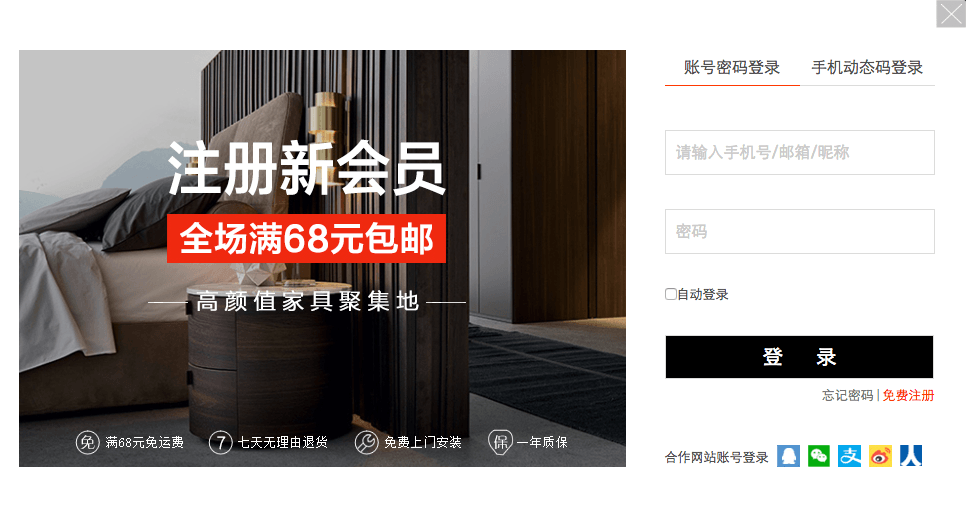 注册新会员
全场满68元包邮
高颜值家具聚集地
免 满68元免运费
7 七天无理由退货
免费上门安装
保 一年质保
账号密码登录 手机动态码登录
请输入手机号/邮箱/昵称
密码
自动登录
登 录
忘记密码 | 免费注册
合作网站账号登录 支